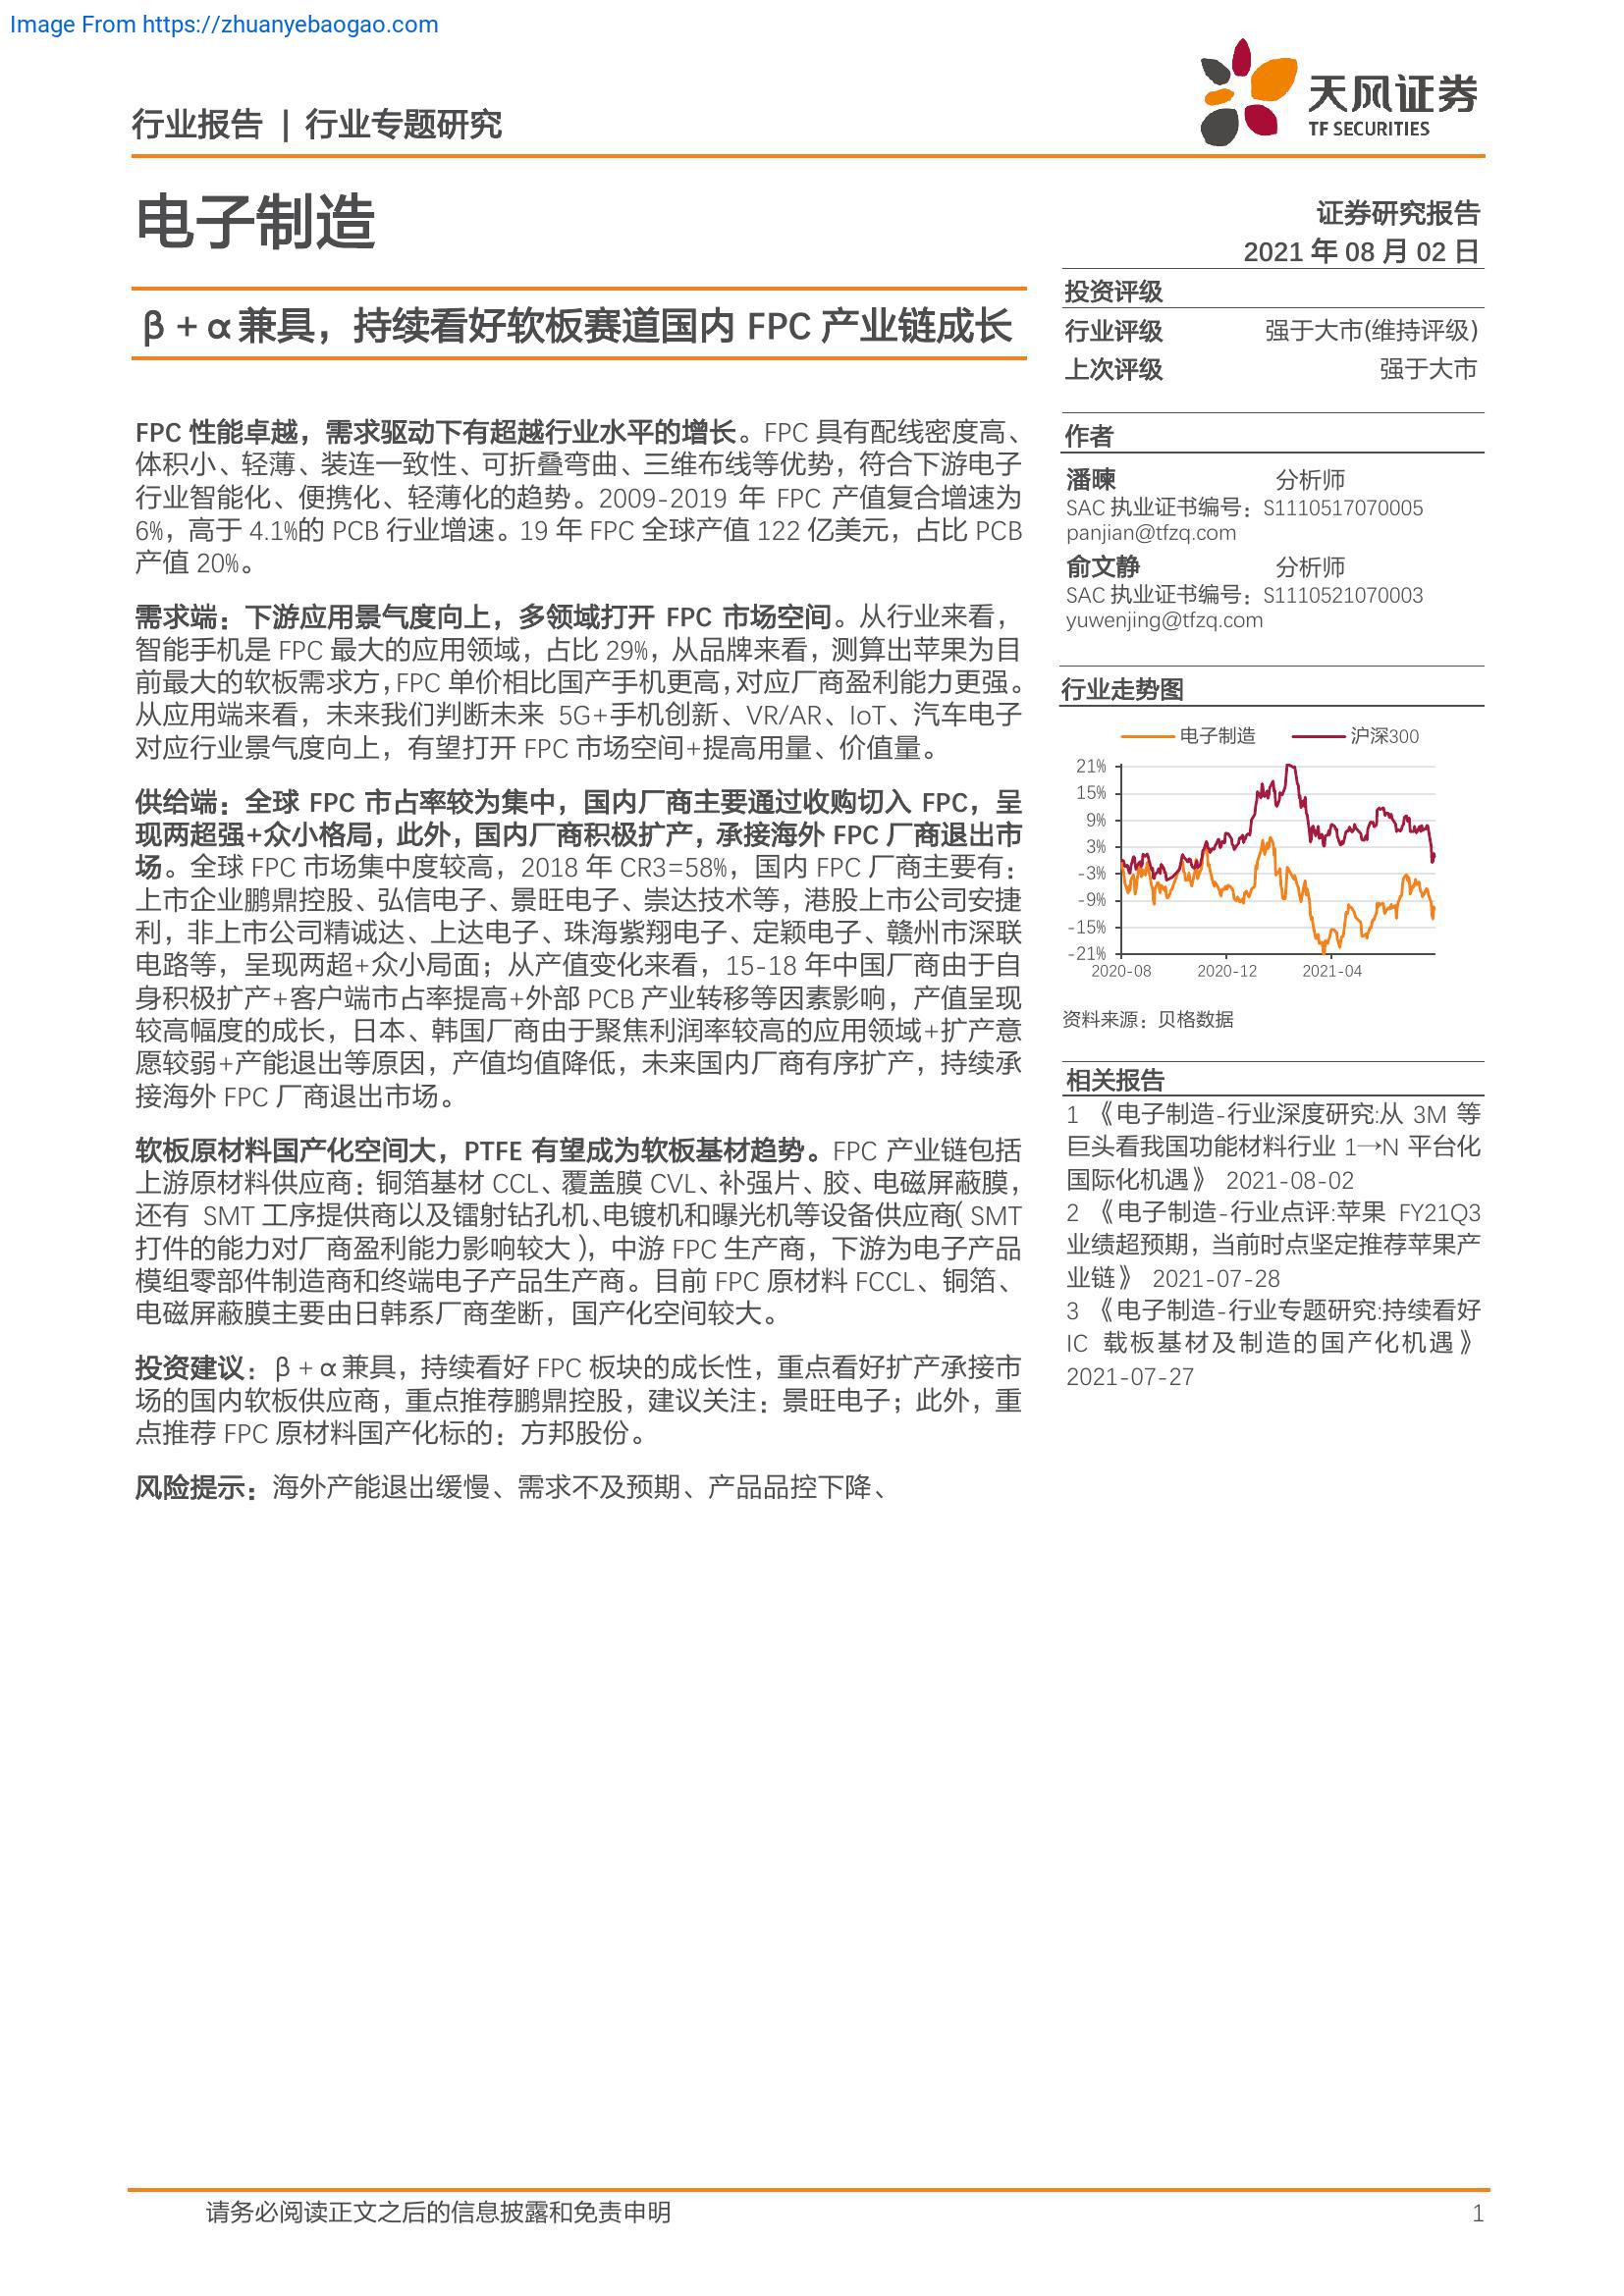 Image From https://zhuanyebaogao.com
行业报告 | 行业专题研究
天风证券
TF SECURITIES
电子制造
证券研究报告
2021 年 08 月 02 日
β + α 兼具，持续看好软板赛道国内 FPC 产业链成长
FPC 性能卓越，需求驱动下有超越行业水平的增长。FPC 具有配线密度高、
体积小、轻薄、装连一致性、可折叠弯曲、三维布线等优势，符合下游电子
行业智能化、便携化、轻薄化的趋势。2009-2019 年 FPC 产值复合增速为
6%，高于 4.1%的 PCB 行业增速。19 年 FPC 全球产值 122 亿美元，占比 PCB
产值 20%。
需求端：下游应用景气度向上，多领域打开 FPC 市场空间。从行业来看，
智能手机是 FPC 最大的应用领域，占比 29%，从品牌来看，测算出苹果为目
前最大的软板需求方，FPC 单价相比国产手机更高，对应厂商盈利能力更强。
从应用端来看，未来我们判断未来 5G+手机创新、VR/AR、IoT、汽车电子
对应行业景气度向上，有望打开 FPC 市场空间+提高用量、价值量。
供给端：全球 FPC 市占率较为集中，国内厂商主要通过收购切入 FPC，呈
现两超强+众小格局，此外，国内厂商积极扩产，承接海外 FPC 厂商退出市
场。全球 FPC 市场集中度较高，2018 年 CR3=58%，国内 FPC 厂商主要有：
上市企业鹏鼎控股、弘信电子、景旺电子、崇达技术等，港股上市公司安捷
利，非上市公司精诚达、上达电子、珠海紫翔电子、定颖电子、赣州市深联
电路等，呈现两超+众小局面；从产值变化来看，15-18 年中国厂商由于自
身积极扩产+客户端市占率提高+外部 PCB 产业转移等因素影响，产值呈现
较高幅度的成长，日本、韩国厂商由于聚焦利润率较高的应用领域+扩产意
愿较弱+产能退出等原因，产值均值降低，未来国内厂商有序扩产，持续承
接海外 FPC 厂商退出市场。
软板原材料国产化空间大，PTFE 有望成为软板基材趋势。FPC 产业链包括
上游原材料供应商：铜箔基材 CCL、覆盖膜 CVL、补强片、胶、电磁屏蔽膜，
还有 SMT 工序提供商以及镭射钻孔机、电镀机和曝光机等设备供应商（SMT
打件的能力对厂商盈利能力影响较大），中游 FPC 生产商，下游为电子产品
模组零部件制造商和终端电子产品生产商。目前 FPC 原材料 FCCL、铜箔、
电磁屏蔽膜主要由日韩系厂商垄断，国产化空间较大。
投资建议：β + α 兼具，持续看好 FPC 板块的成长性，重点看好扩产承接市
场的国内软板供应商，重点推荐鹏鼎控股，建议关注：景旺电子；此外，重
点推荐 FPC 原材料国产化标的：方邦股份。
风险提示：海外产能退出缓慢、需求不及预期、产品品控下降、
投资评级
行业评级 强于大市(维持评级)
上次评级 强于大市
作者
潘暕 分析师
SAC 执业证书编号：S1110517070005
panjian@tfzq.com
俞文静 分析师
SAC 执业证书编号：S1110521070003
yuwenjing@tfzq.com
行业走势图
电子制造 沪深300
21%
15%
9%
3%
-3%
-9%
-15%
-21%
2020-08 2020-12 2021-04
资料来源：贝格数据
相关报告
1 《电子制造-行业深度研究:从 3M 等
巨头看我国功能材料行业 1→N 平台化
国际化机遇》 2021-08-02
2 《电子制造-行业点评:苹果 FY21Q3
业绩超预期，当前时点坚定推荐苹果产
业链》 2021-07-28
3 《电子制造-行业专题研究:持续看好
IC 载板基材及制造的国产化机遇》
2021-07-27
请务必阅读正文之后的信息披露和免责申明 1